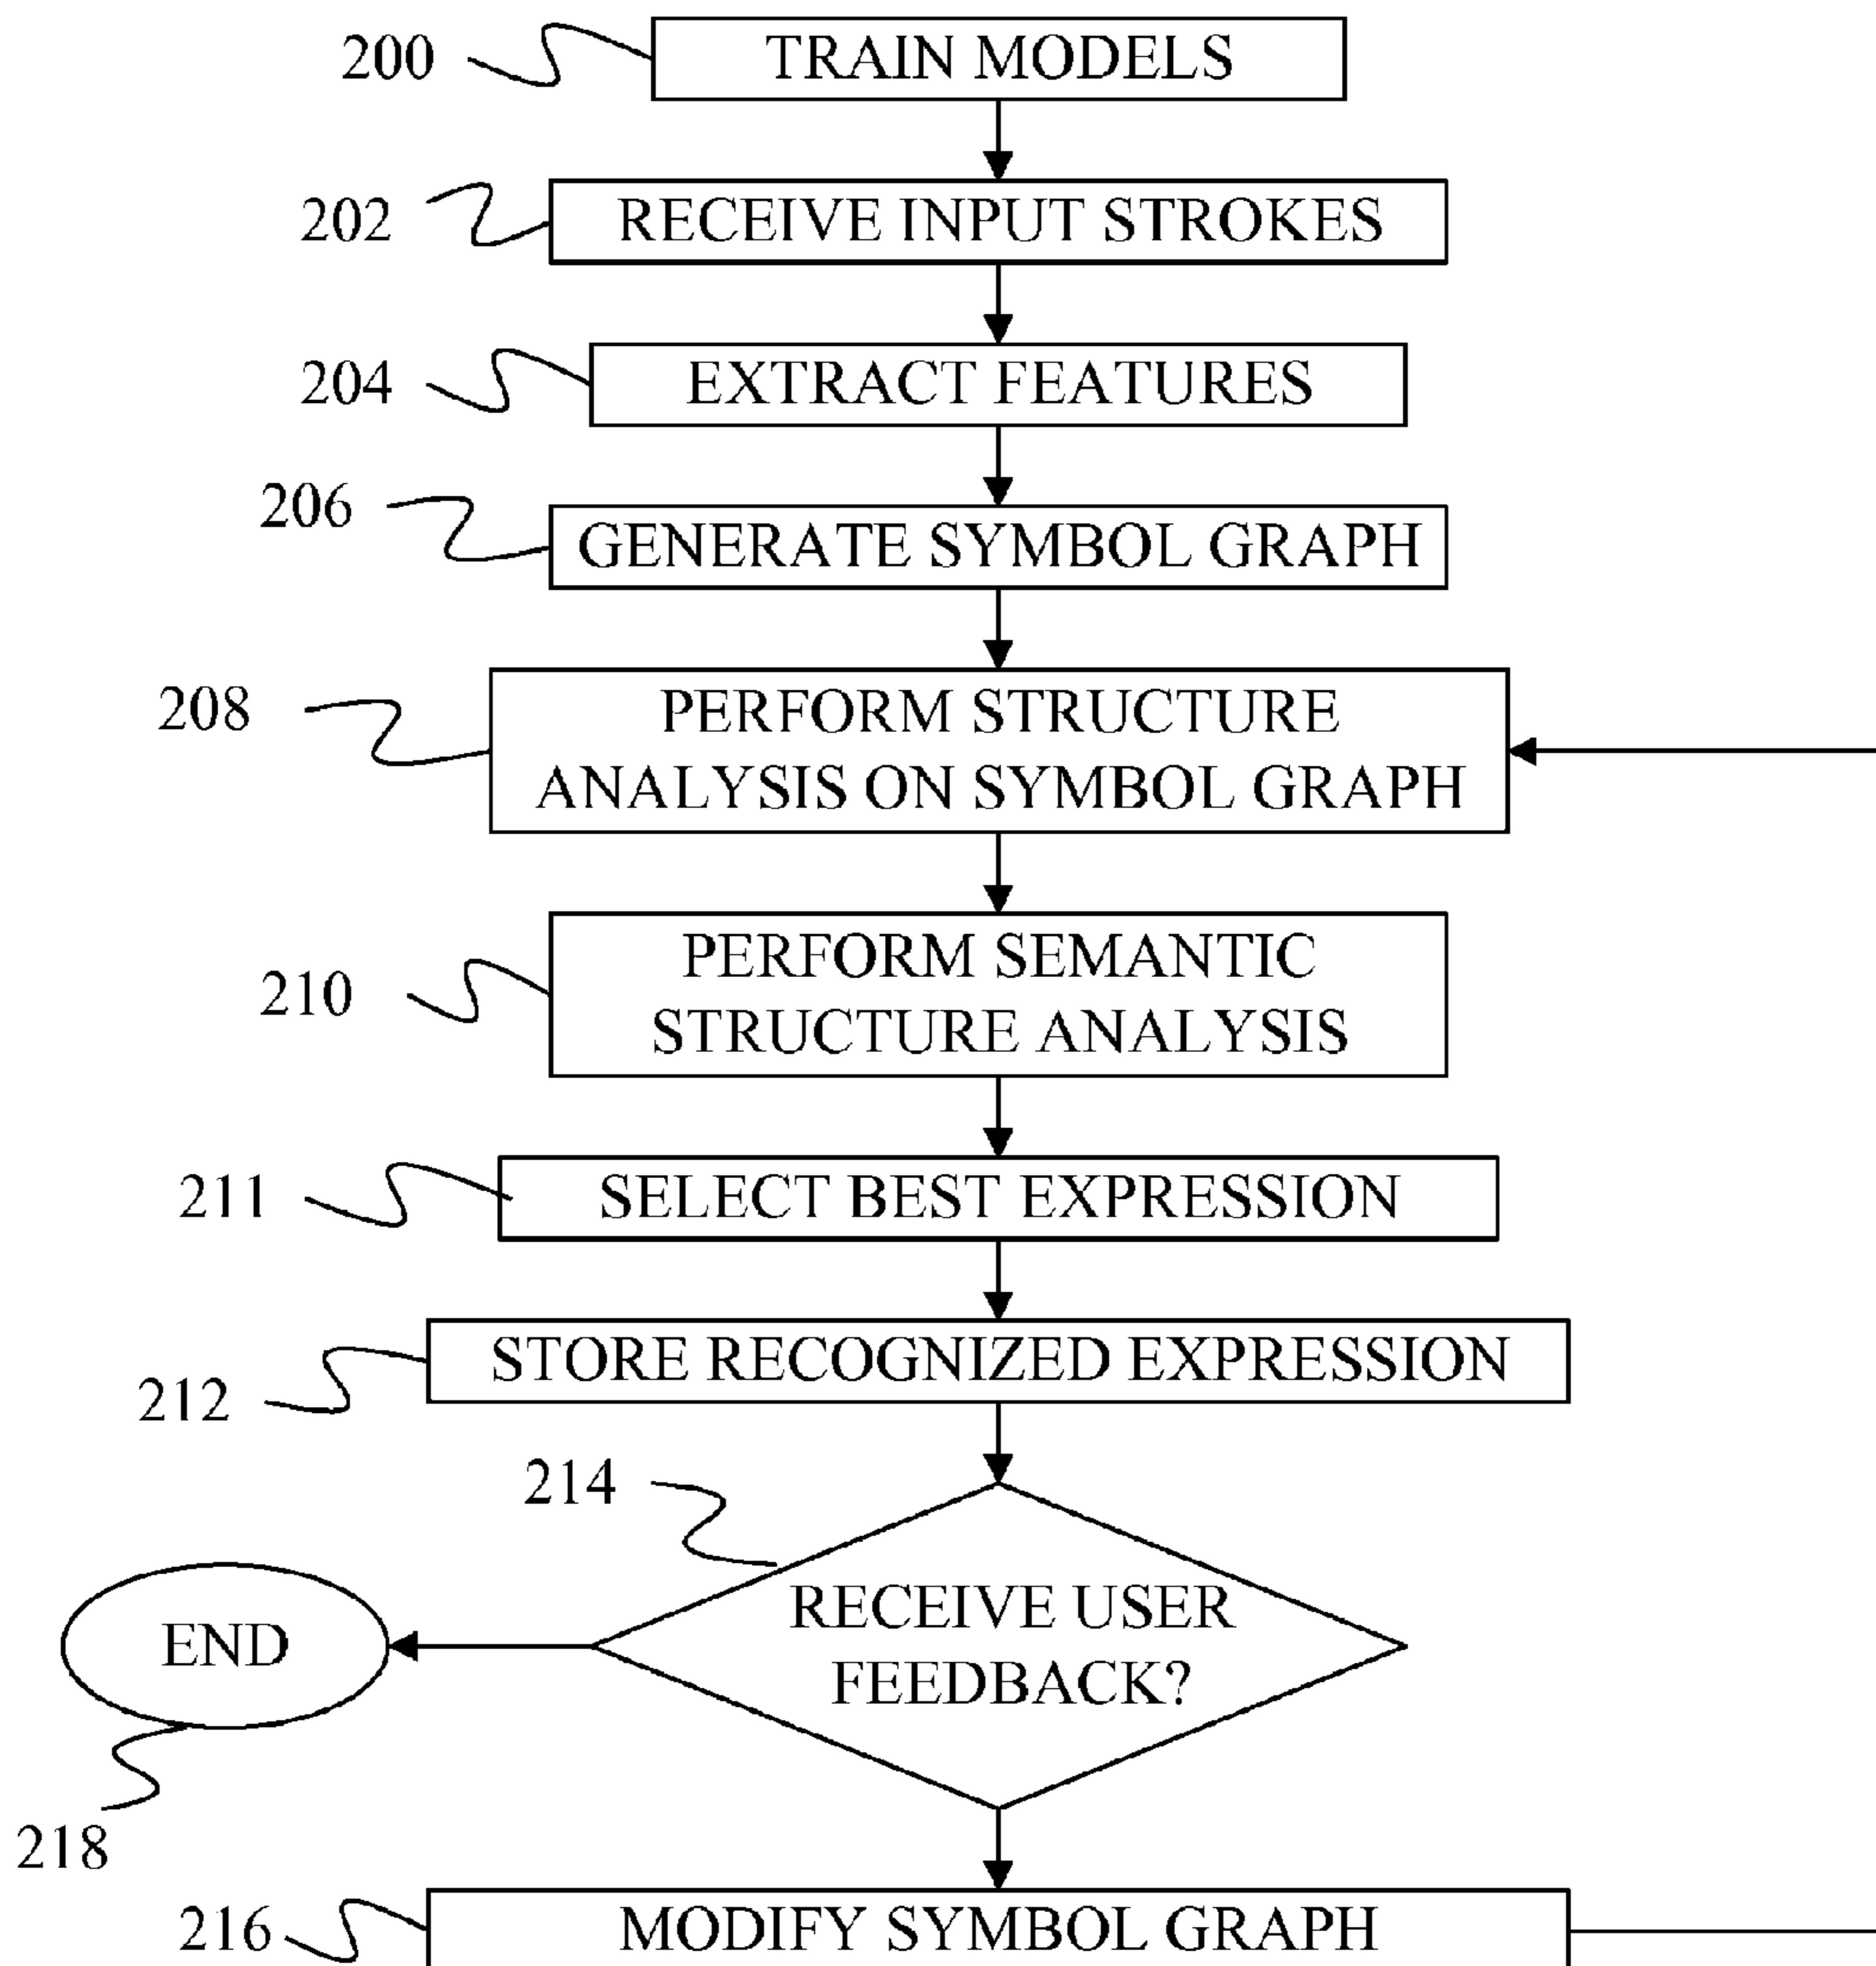 200
TRAIN MODELS
202
RECEIVE INPUT STROKES
204
EXTRACT FEATURES
206
GENERATE SYMBOL GRAPH
208
PERFORM STRUCTURE
ANALYSIS ON SYMBOL GRAPH
210
PERFORM SEMANTIC
STRUCTURE ANALYSIS
211
SELECT BEST EXPRESSION
212
STORE RECOGNIZED EXPRESSION
214
RECEIVE USER
FEEDBACK?
END
218
216
MODIFY SYMBOL GRAPH